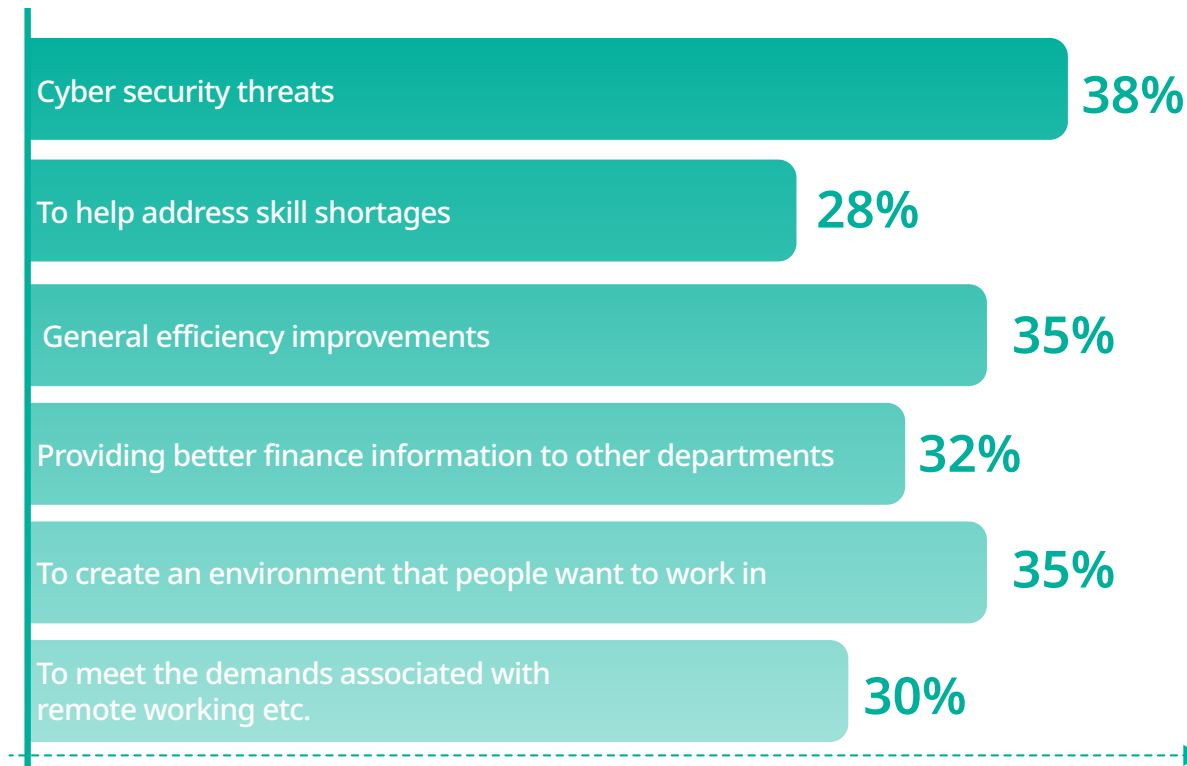 Cyber security threats
38%
To help address skill shortages
28%
General efficiency improvements
35%
Providing better finance information to other departments
32%
To create an environment that people want to work in
35%
To meet the demands associated with
remote working etc.
30%